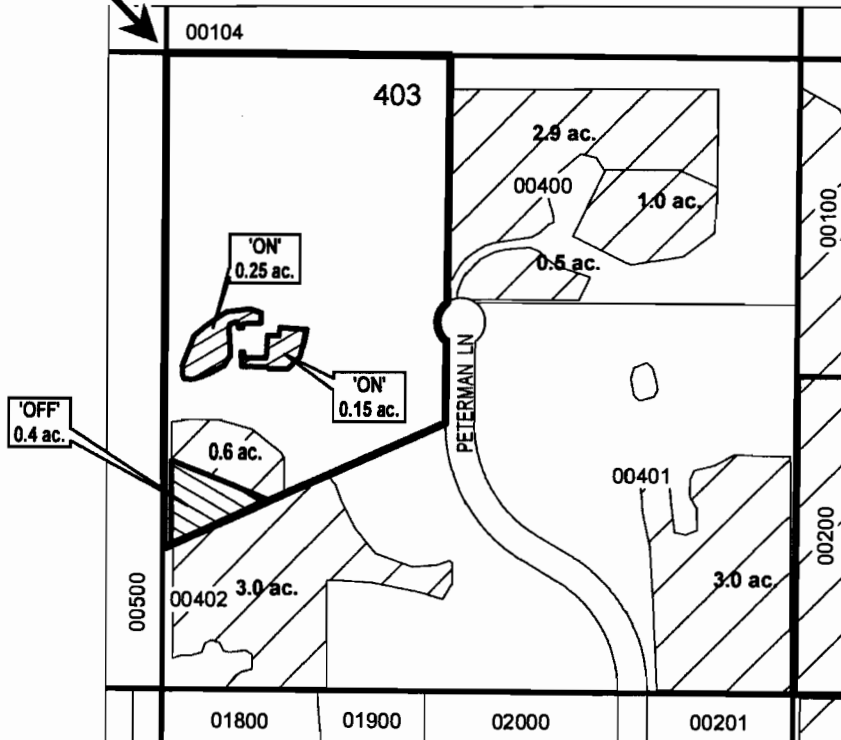 00104
403
2.9 ac.
00400
1.0 ac.
00100
'ON'
0.25 ac.
0.5 ac.
PETERMAN LN
'ON'
0.15 ac.
'OFF'
0.4 ac.
0.6 ac.
00401
00200
00500
00402
3.0 ac.
3.0 ac.
01800
01900
02000
00201